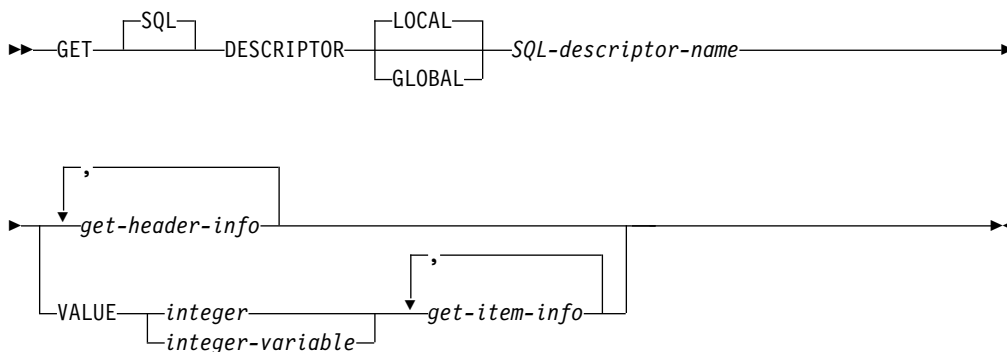 SQL
LOCAL
GET
DESCRIPTOR
SQL-descriptor-name
GLOBAL
,
get-header-info
,
VALUE
integer
get-item-info
integer-variable